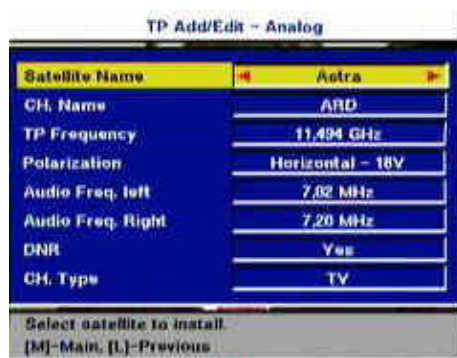 TP Add/Edit - Analog
Satellite Name Astra
CH. Name ARD
TP Frequency 11,494 GHz
Polarization Horizontal - 18V
Audio Freq. left 7,02 MHz
Audio Freq. Right 7,20 MHz
DNR Yes
CH. Type TV
Select satellite to install.
[M]-Main, [L]-Previous